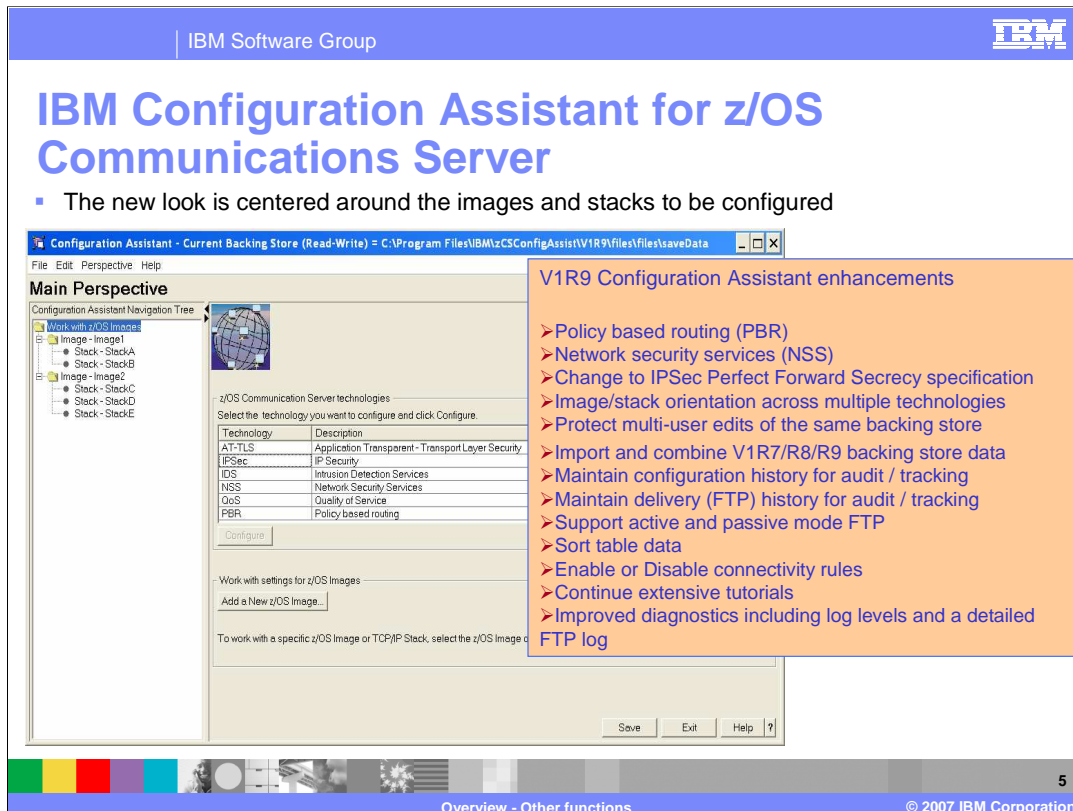 IBM Software Group
IBM
IBM Configuration Assistant for z/OS
Communications Server
The new look is centered around the images and stacks to be configured
Configuration Assistant - Current Backing Store (Read-Write) = C:\Program Files\IBM\zCSConfigAssist\V1R9\files\files\saveData
File Edit Perspective Help
Main Perspective
Configuration Assistant Navigation Tree
Work with z/OS Images
Image - Image1
Stack - StackA
Stack - StackB
Image - Image2
Stack - StackC
Stack - StackD
Stack - StackE
z/OS Communication Server technologies
Select the technology you want to configure and click Configure.
Technology Description
AT-TLS Application Transparent - Transport Layer Security
IPSec IP Security
IDS Intrusion Detection Services
NSS Network Security Services
QoS Quality of Service
PBR Policy based routing
Configure
Work with settings for z/OS Images
Add a New z/OS Image...
To work with a specific z/OS Image or TCP/IP Stack, select the z/OS Image
Save Exit Help ?
V1R9 Configuration Assistant enhancements
➢Policy based routing (PBR)
➢Network security services (NSS)
➢Change to IPSec Perfect Forward Secrecy specification
➢Image/stack orientation across multiple technologies
➢Protect multi-user edits of the same backing store
➢Import and combine V1R7/R8/R9 backing store data
➢Maintain configuration history for audit / tracking
➢Maintain delivery (FTP) history for audit / tracking
➢Support active and passive mode FTP
➢Sort table data
➢Enable or Disable connectivity rules
➢Continue extensive tutorials
➢Improved diagnostics including log levels and a detailed
FTP log
5
Overview - Other functions
© 2007 IBM Corporation